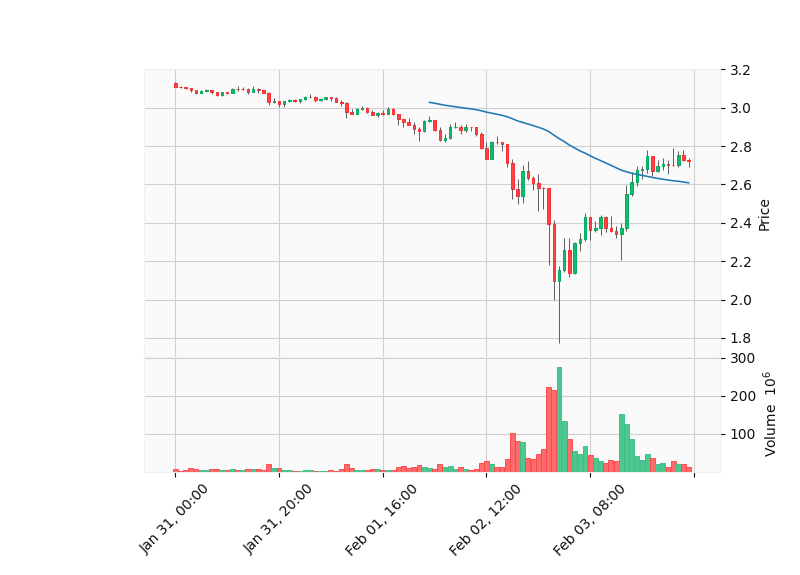 3.2
3.0
2.8
2.6
2.4
2.2
2.0
1.8
Price
300
200
100
Volume 10^6
Jan 31, 00:00
Jan 31, 20:00
Feb 01, 16:00
Feb 02, 12:00
Feb 03, 08:00